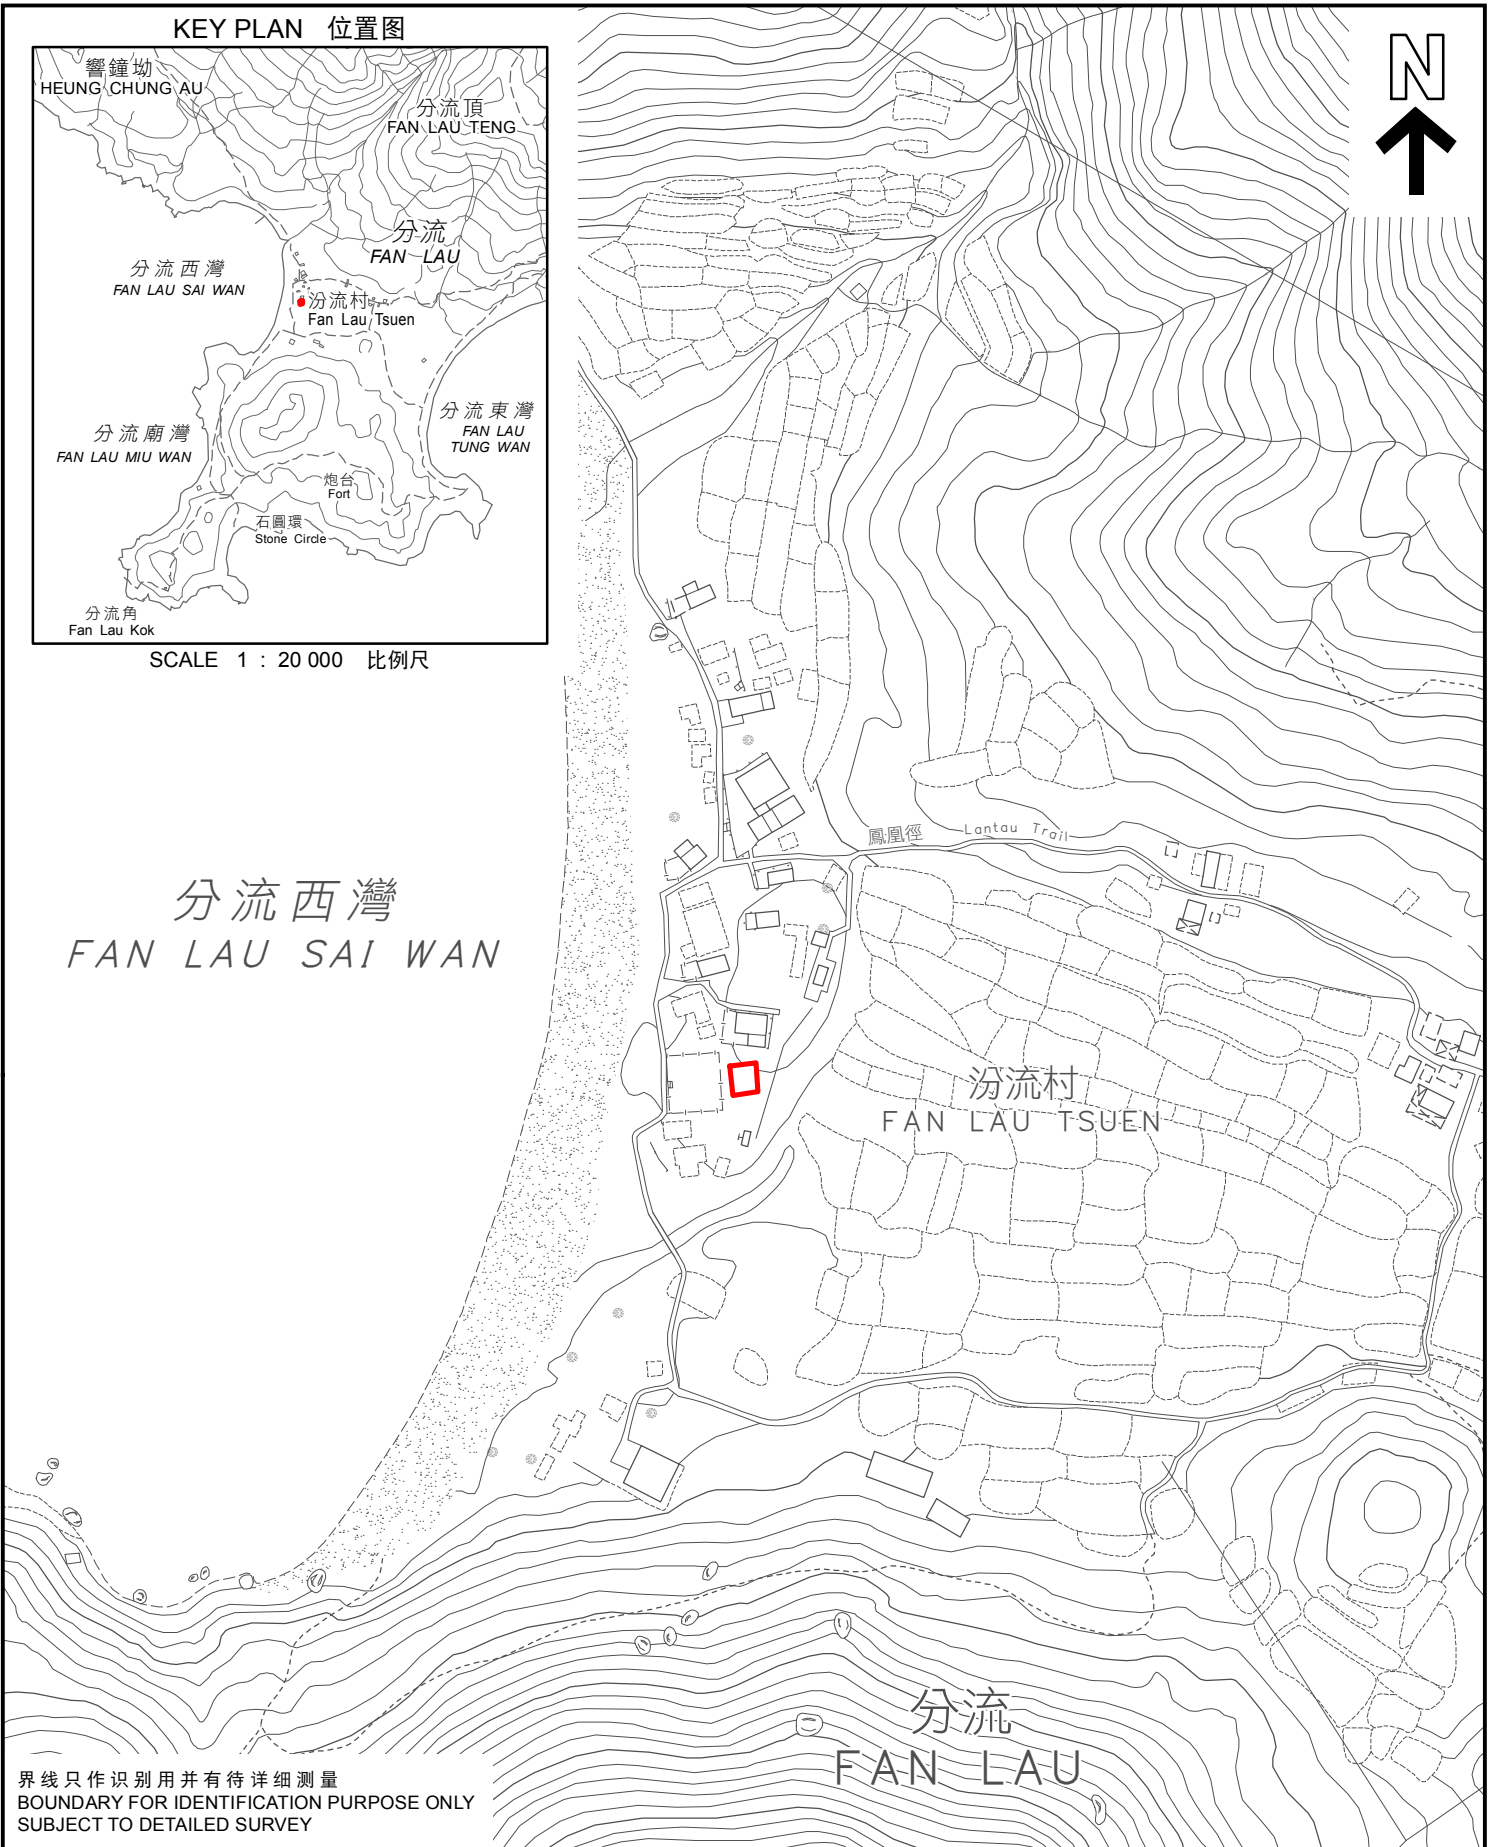 KEY PLAN 位置图
響鐘坳
HEUNG CHUNG AU
分流頂
FAN LAU TENG
分流
FAN LAU
分流西灣
FAN LAU SAI WAN
汾流村
Fan Lau Tsuen
分流東灣
FAN LAU
TUNG WAN
分流廟灣
FAN LAU MIU WAN
炮台
Fort
石圓環
Stone Circle
分流角
Fan Lau Kok
SCALE 1 : 20 000 比例尺
N
鳳凰徑 Lantau Trail
分流西灣
FAN LAU SAI WAN
汾流村
FAN LAU TSUEN
分流
FAN LAU
界线只作识别用并有待详细测量
BOUNDARY FOR IDENTIFICATION PURPOSE ONLY
SUBJECT TO DETAILED SURVEY